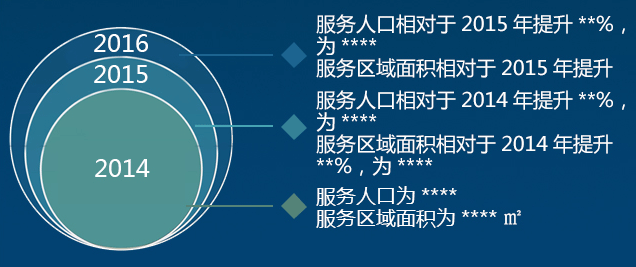 2016
服务人口相对于 2015 年提升 **%，
为 ****
服务区域面积相对于 2015 年提升
2015
服务人口相对于 2014 年提升 **%，
为 ****
服务区域面积相对于 2014 年提升
**%，为 ****
2014
服务人口为 ****
服务区域面积为 **** ㎡